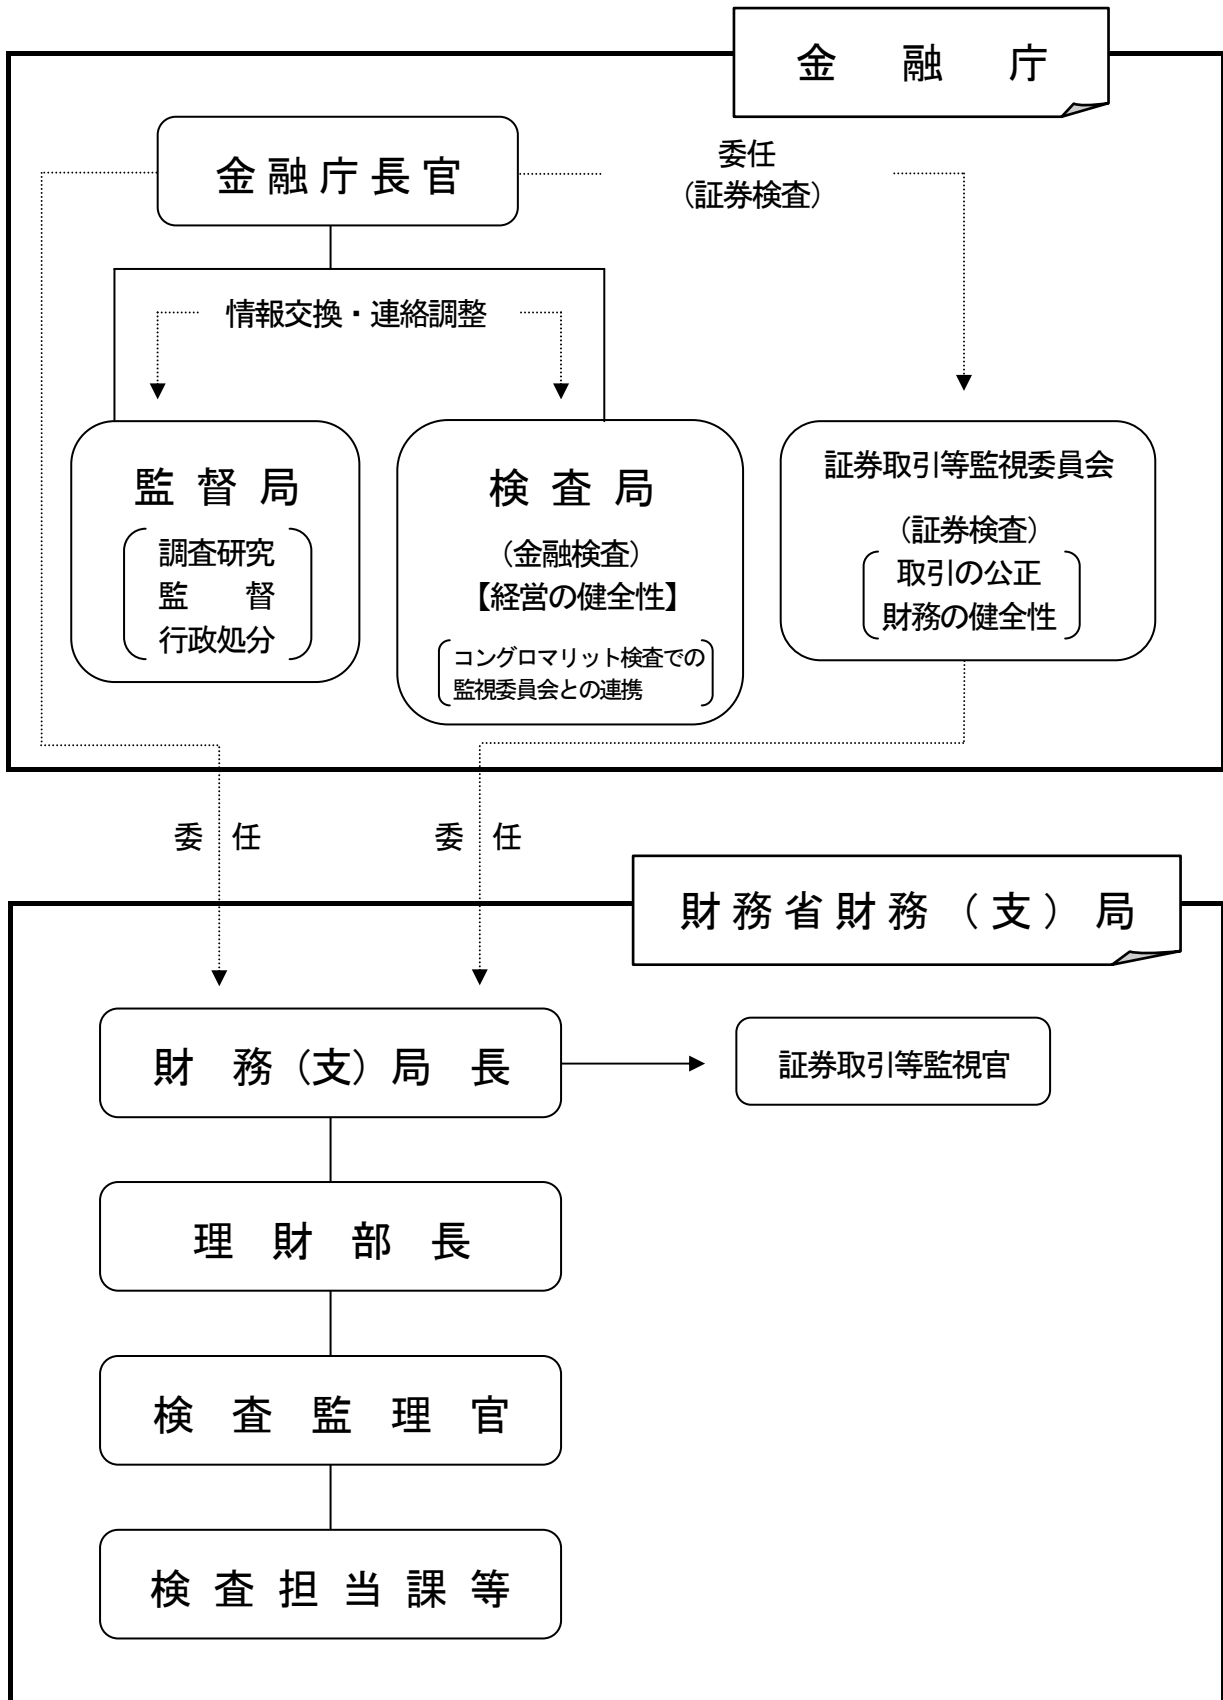 金　融　庁
金融庁長官
委任
（証券検査）
情報交換・連絡調整
監督局
調査研究
監　　督
行政処分
検査局
（金融検査）
【経営の健全性】
コングロマリット検査での
監視委員会との連携
証券取引等監視委員会
（証券検査）
取引の公正
財務の健全性
委　任
委　任
財務省財務（支）局
財　務（支）局　長
証券取引等監視官
理　財　部　長
検　査　監　理　官
検査担当課等